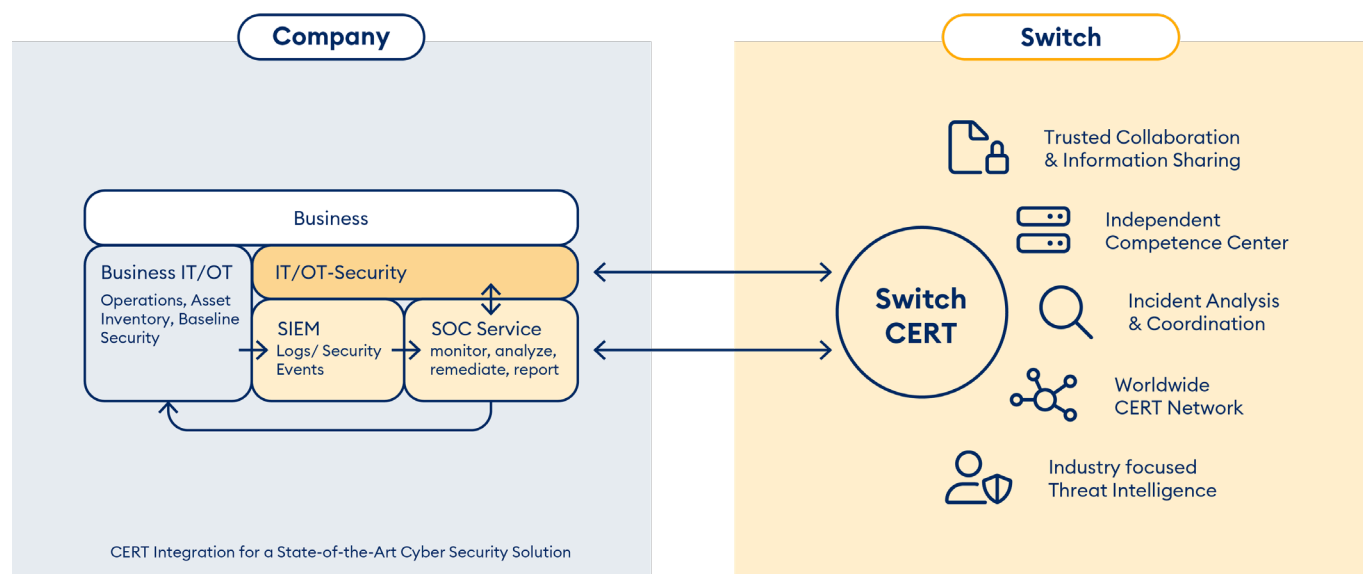 Company
Business
Business IT/OT
Operations, Asset
Inventory, Baseline
Security
IT/OT-Security
SIEM
Logs/ Security
Events
SOC Service
monitor, analyze,
remediate, report
CERT Integration for a State-of-the-Art Cyber Security Solution
Switch
Switch
CERT
Trusted Collaboration
& Information Sharing
Independent
Competence Center
Incident Analysis
& Coordination
Worldwide
CERT Network
Industry focused
Threat Intelligence